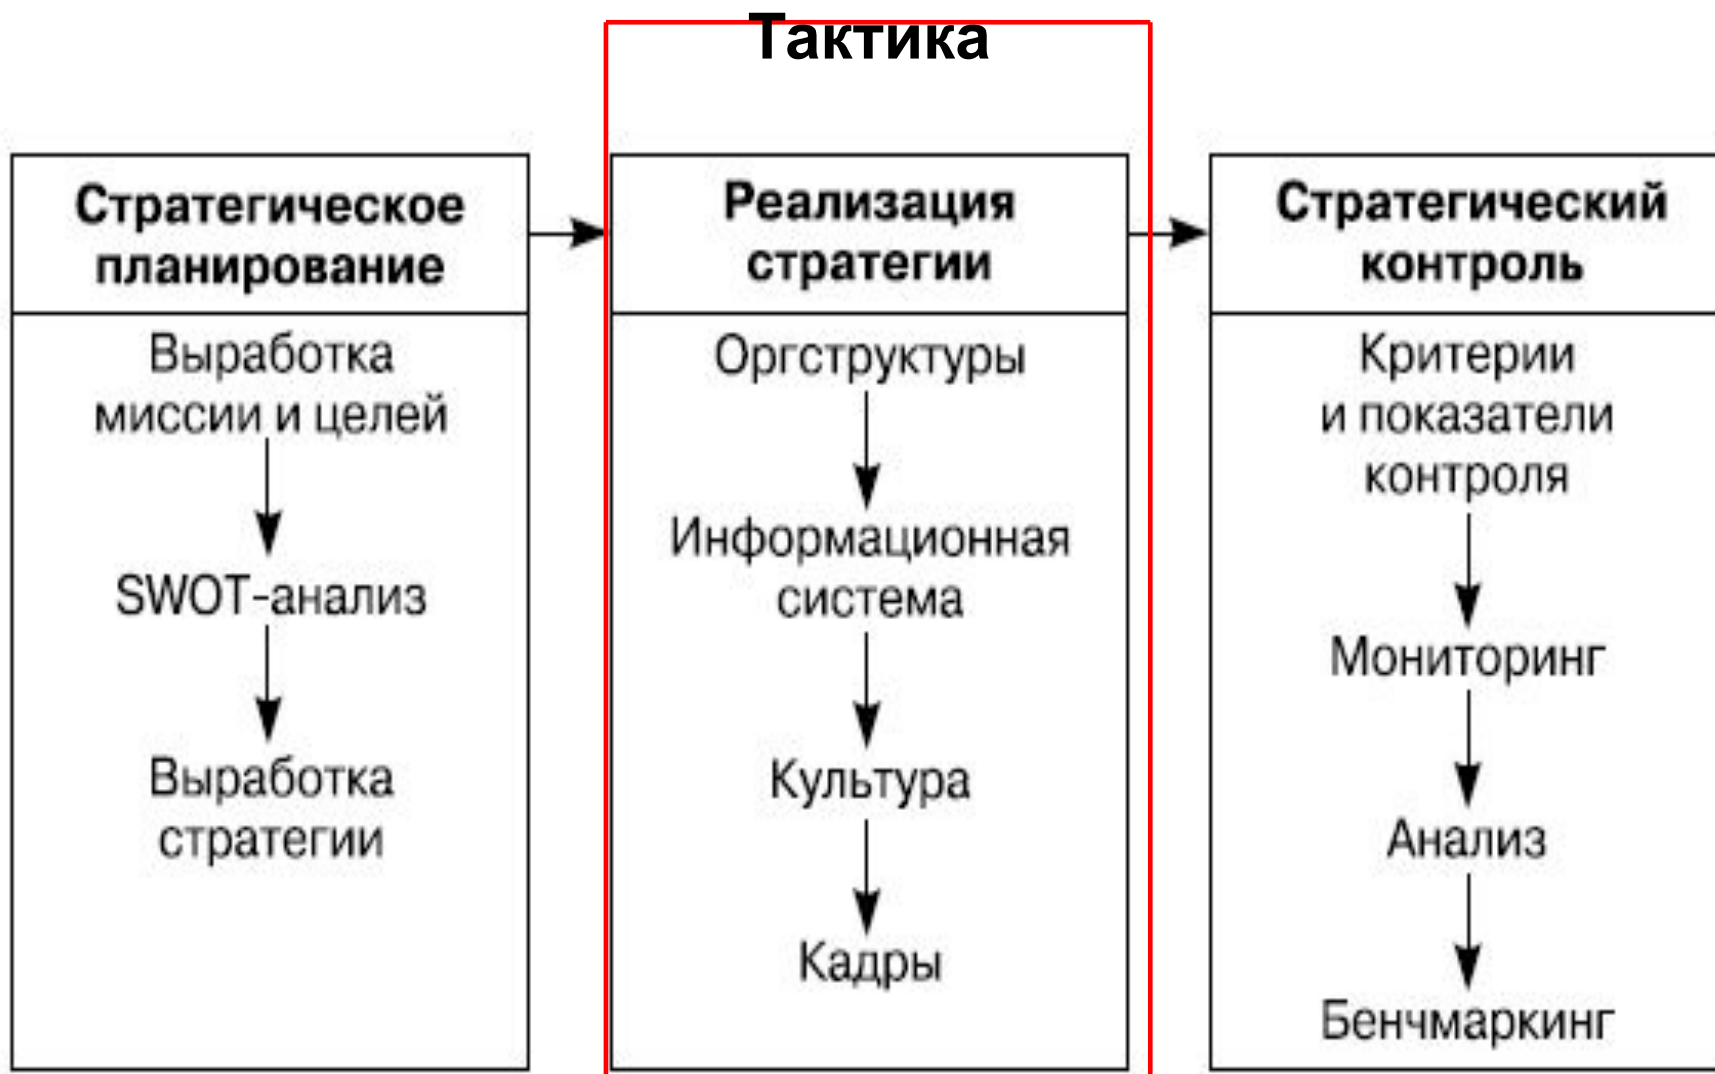 Тактика
Стратегическое
планирование
Выработка
миссии и целей
SWOT-анализ
Выработка
стратегии
Реализация
стратегии
Оргструктуры
Информационная
система
Культура
Кадры
Стратегический
контроль
Критерии
и показатели
контроля
Мониторинг
Анализ
Бенчмаркинг